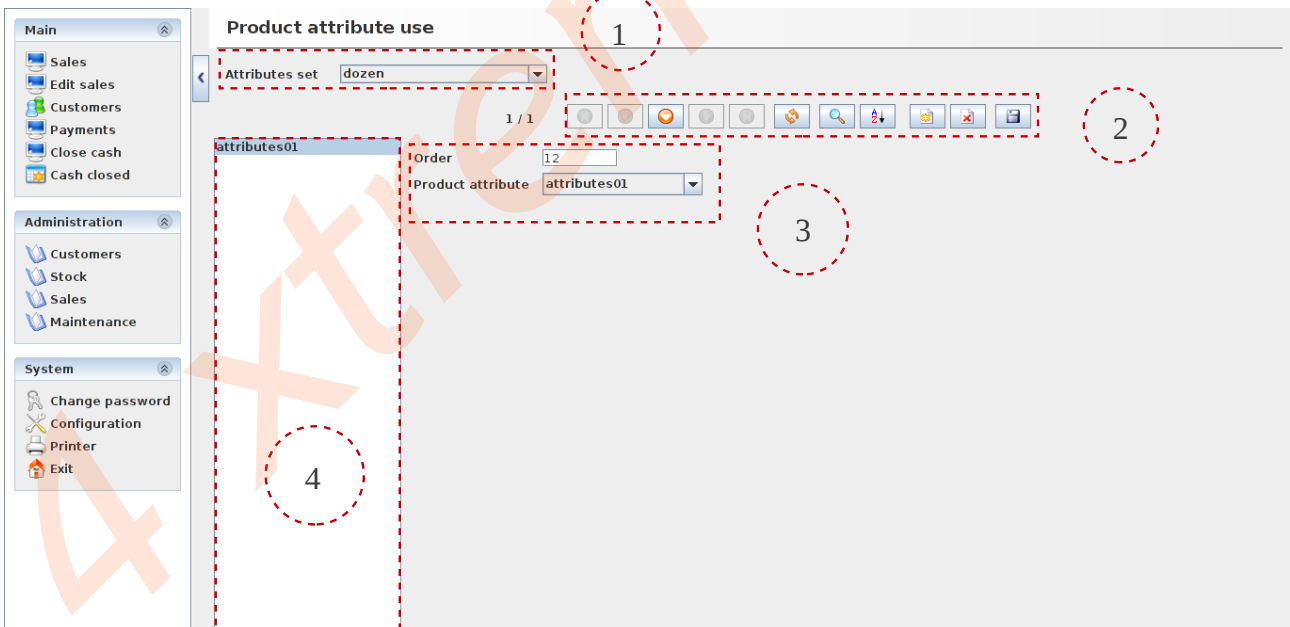 Main
Sales
Edit sales
Customers
Payments
Close cash
Cash closed
Administration
Customers
Stock
Sales
Maintenance
System
Change password
Configuration
Printer
Exit
Product attribute use
1
Attributes set dozen
1 / 1
2
attributes01
Order 12
Product attribute attributes01
3
4
4 xtrem